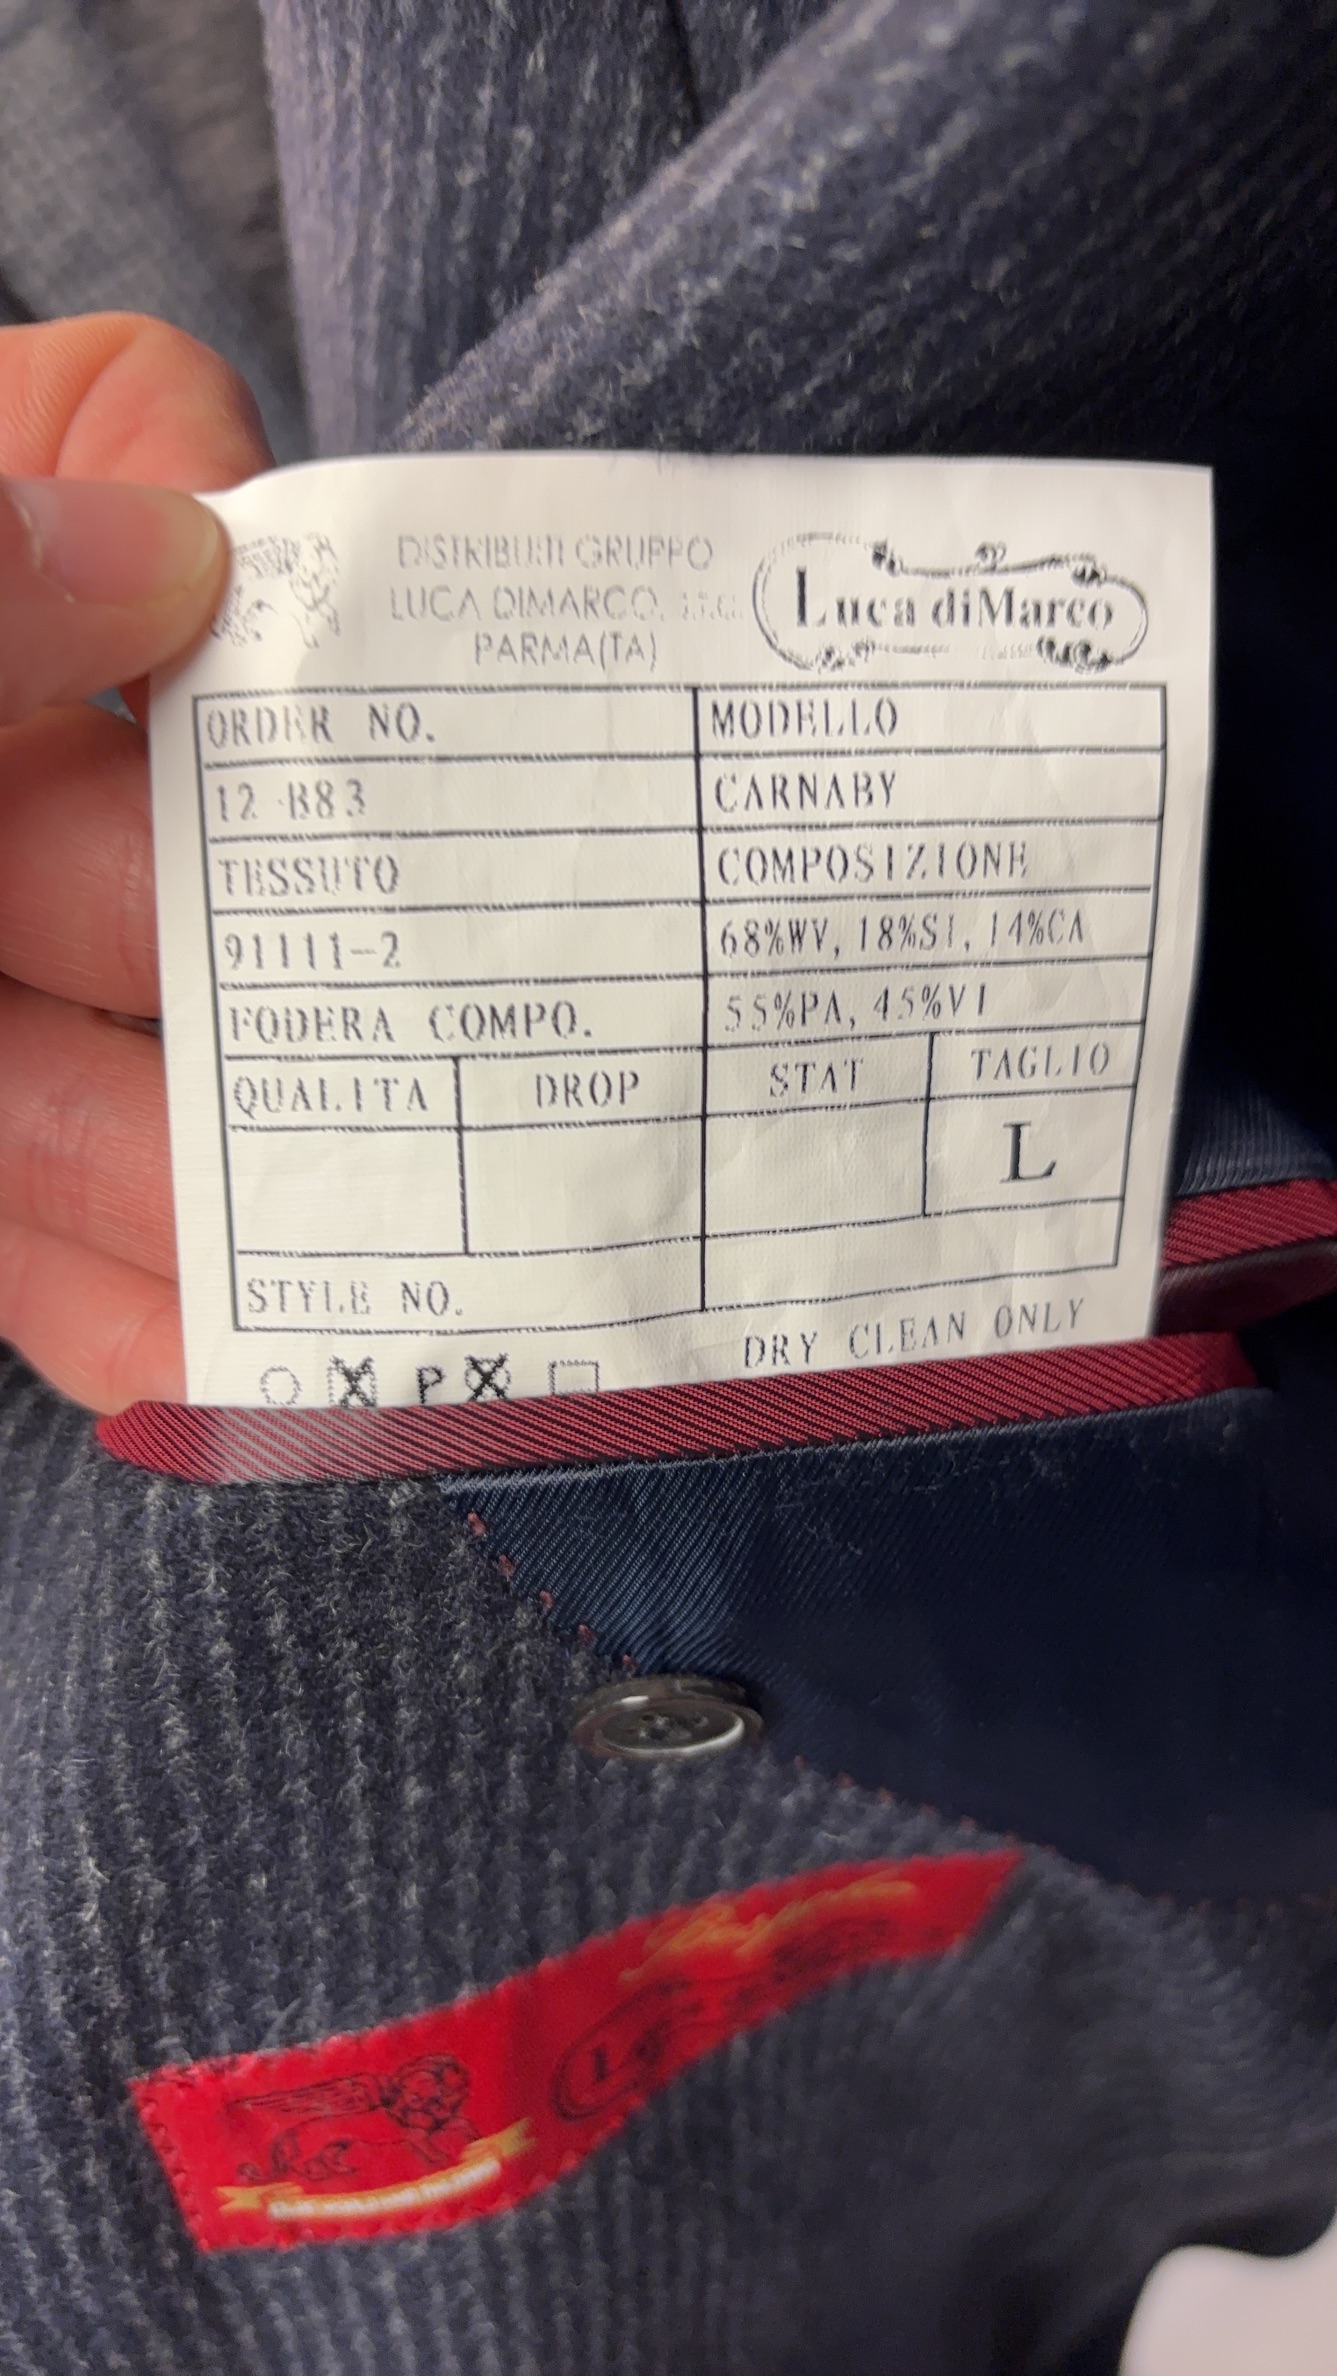 DISTRIBUITI GRUPPO
LUCA DIMARCO,
PARMA(TA)
Luca diMarco
ORDER NO.
MODELLO
12-B83
CARNABY
TESSUTO
COMPOSIZIONE
91111-2
68%WV, 18%SI, 14%CA
FODERA COMPO.
55%PA, 45%VI
QUALITA
DROP
STAT
TAGLIO
L
STYLE NO.
DRY CLEAN ONLY
P